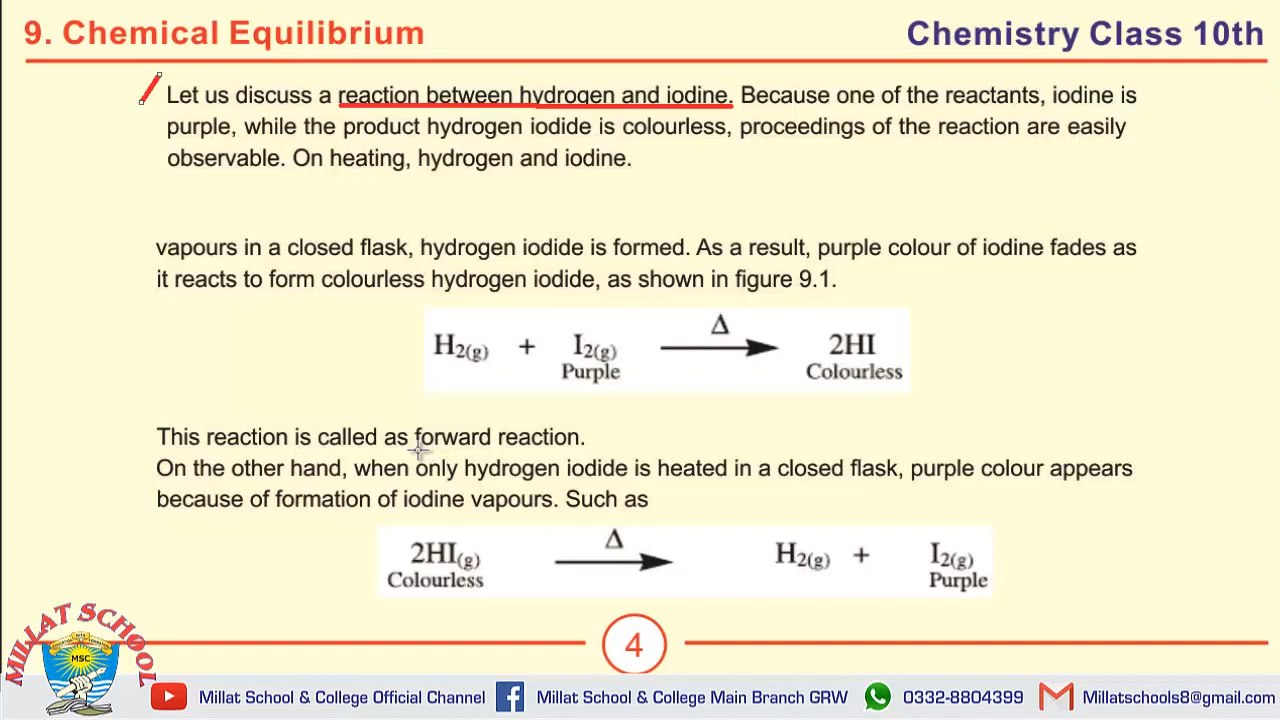 9. Chemical Equilibrium
Chemistry Class 10th
Let us discuss a reaction between hydrogen and iodine. Because one of the reactants, iodine is
purple, while the product hydrogen iodide is colourless, proceedings of the reaction are easily
observable. On heating, hydrogen and iodine.
vapours in a closed flask, hydrogen iodide is formed. As a result, purple colour of iodine fades as
it reacts to form colourless hydrogen iodide, as shown in figure 9.1.
H₂(g) + I₂(g) ⟶ Δ 2HI
Purple Colourless
This reaction is called as forward reaction.
On the other hand, when only hydrogen iodide is heated in a closed flask, purple colour appears
because of formation of iodine vapours. Such as
2HI(g) ⟶ Δ H₂(g) + I₂(g)
Colourless Purple
4
MILLAT SCHOOL
MSC
Millat School & College Official Channel
Millat School & College Main Branch GRW
0332-8804399
Millatschools8@gmail.com